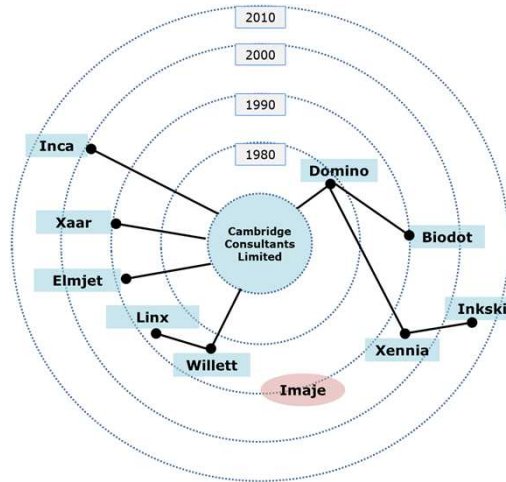 2010
2000
1990
1980
Inca
Domino
Xaar
Cambridge
Consultants
Limited
Biodot
Elmjet
Inkski
Linx
Xennia
Willett
Imaje